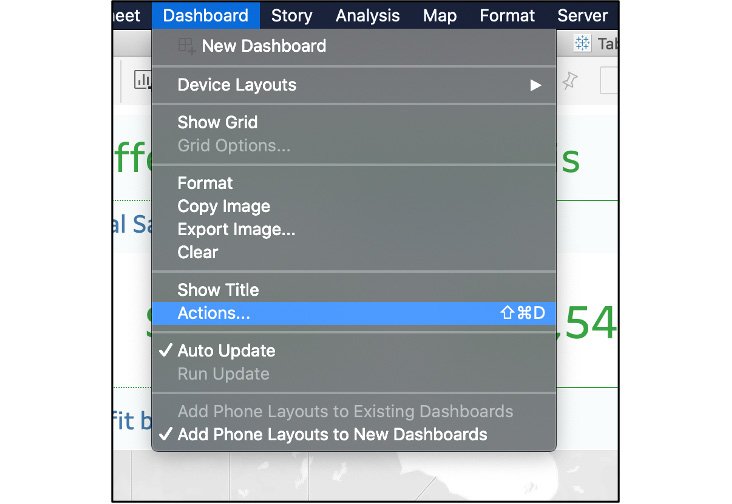 eet Dashboard Story Analysis Map Format Server
New Dashboard
Tab
Device Layouts
Show Grid
Grid Options...
ffe
s
Format
Copy Image
al Sa
Export Image...
Clear
Show Title
Actions... ⇧⌘D
,54
Auto Update
Run Update
Add Phone Layouts to Existing Dashboards
fit b
Add Phone Layouts to New Dashboards